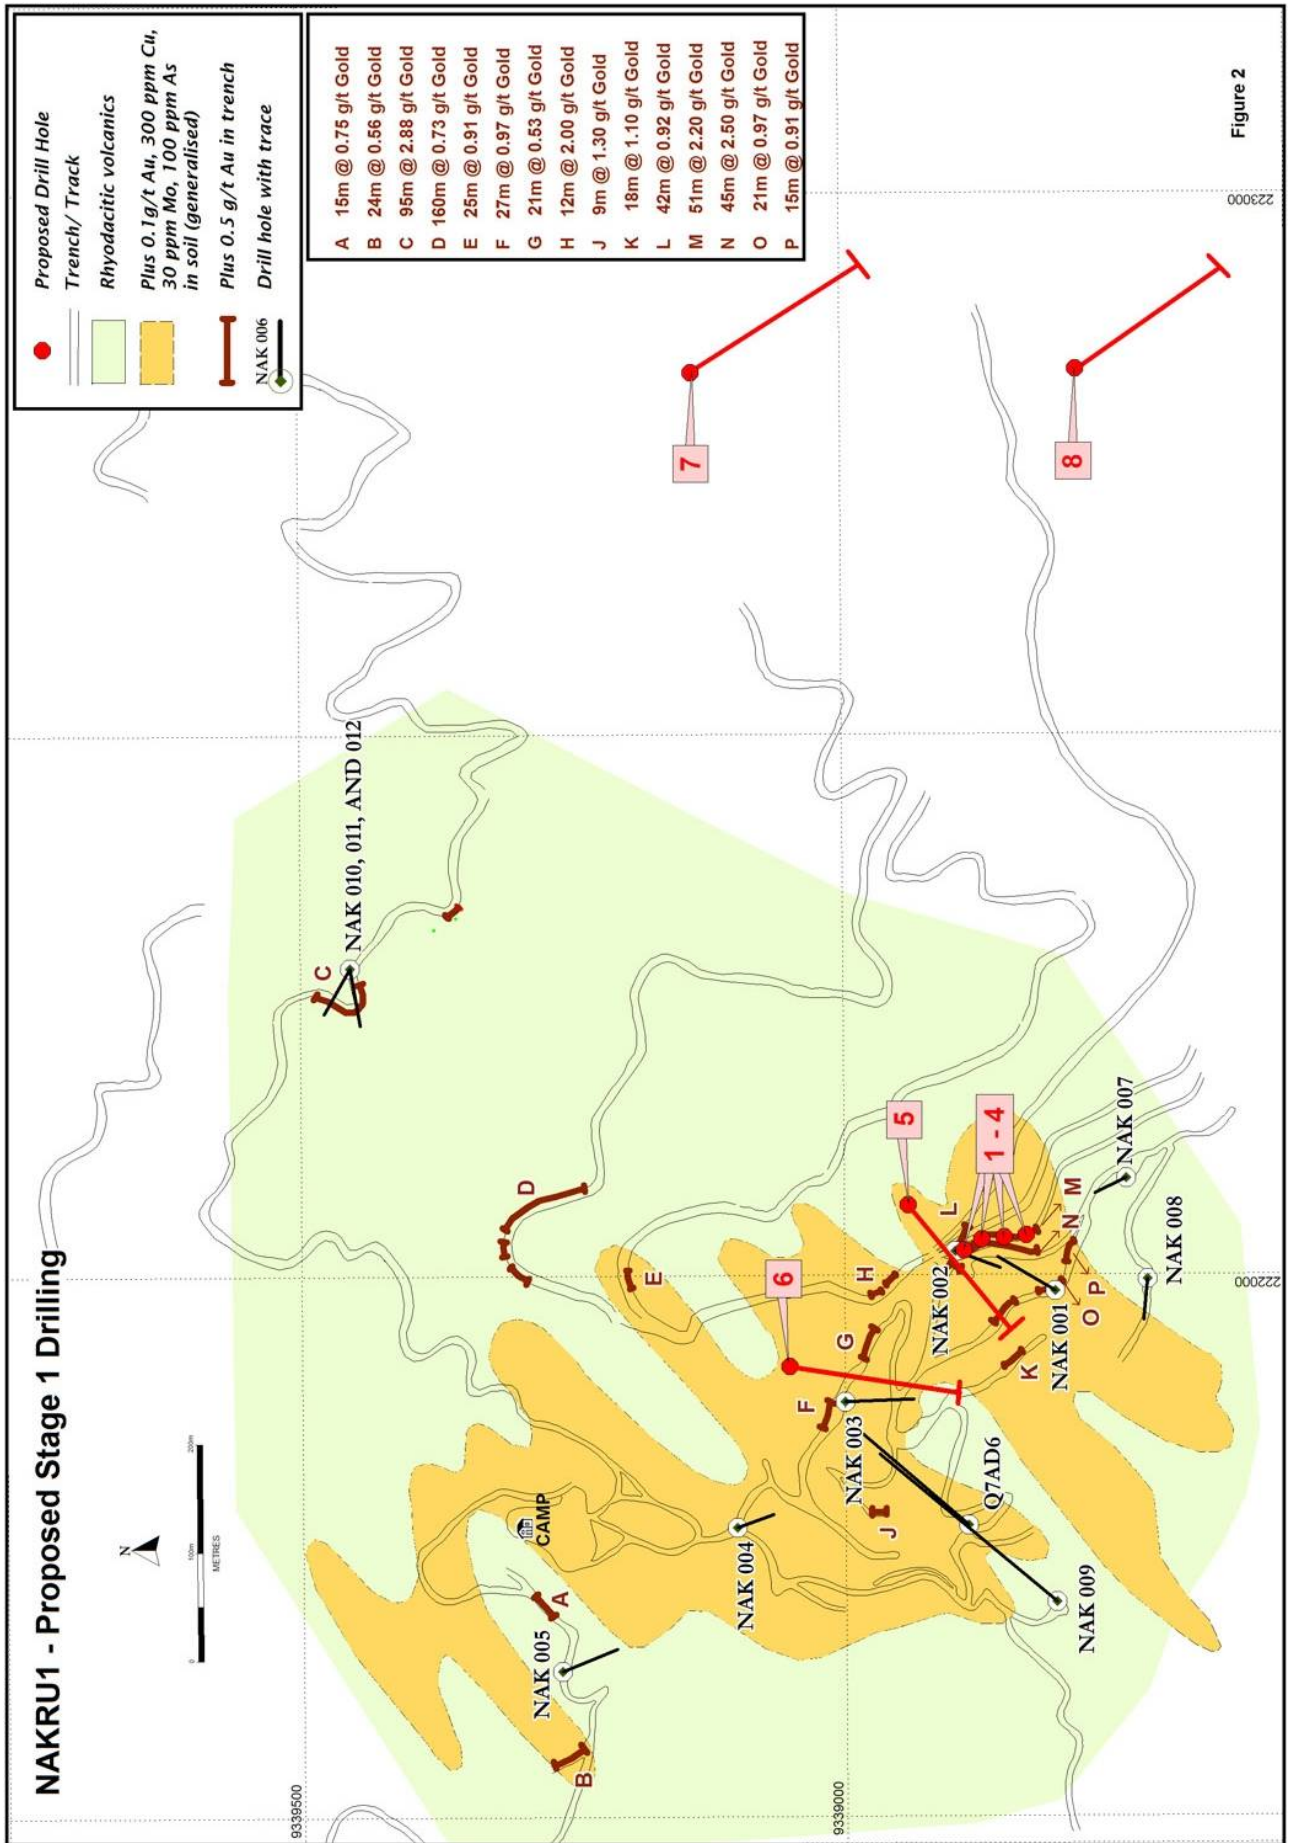 NAKRU1 - Proposed Stage 1 Drilling
N
0
100m
200m
METRES
Proposed Drill Hole
Trench/ Track
Rhyodacitic volcanics
Plus 0.1g/t Au, 300 ppm Cu,
30 ppm Mo, 100 ppm As
in soil (generalised)
Plus 0.5 g/t Au in trench
NAK 006
Drill hole with trace
A 15m @ 0.75 g/t Gold
B 24m @ 0.56 g/t Gold
C 95m @ 2.88 g/t Gold
D 160m @ 0.73 g/t Gold
E 25m @ 0.91 g/t Gold
F 27m @ 0.97 g/t Gold
G 21m @ 0.53 g/t Gold
H 12m @ 2.00 g/t Gold
J 9m @ 1.30 g/t Gold
K 18m @ 1.10 g/t Gold
L 42m @ 0.92 g/t Gold
M 51m @ 2.20 g/t Gold
N 45m @ 2.50 g/t Gold
O 21m @ 0.97 g/t Gold
P 15m @ 0.91 g/t Gold
9339500
C
NAK 010, 011, AND 012
D
CAMP
A
NAK 005
B
E
NAK 004
6
F
NAK 003
G
H
J
7
9339000
5
L
1 - 4
NAK 002
Q7AD6
K
NAK 001
O
P
N
M
NAK 009
NAK 007
NAK 008
8
222000
223000
Figure 2